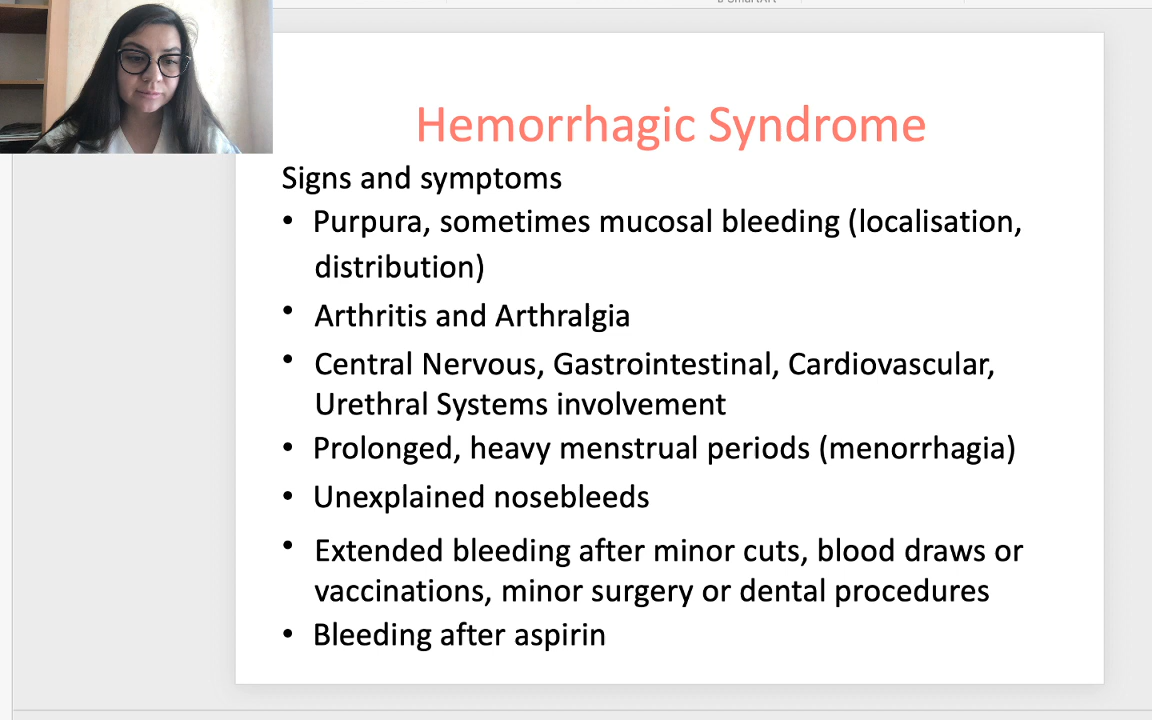 Hemorrhagic Syndrome
Signs and symptoms
• Purpura, sometimes mucosal bleeding (localisation,
distribution)
• Arthritis and Arthralgia
• Central Nervous, Gastrointestinal, Cardiovascular,
Urethral Systems involvement
• Prolonged, heavy menstrual periods (menorrhagia)
• Unexplained nosebleeds
• Extended bleeding after minor cuts, blood draws or
vaccinations, minor surgery or dental procedures
• Bleeding after aspirin